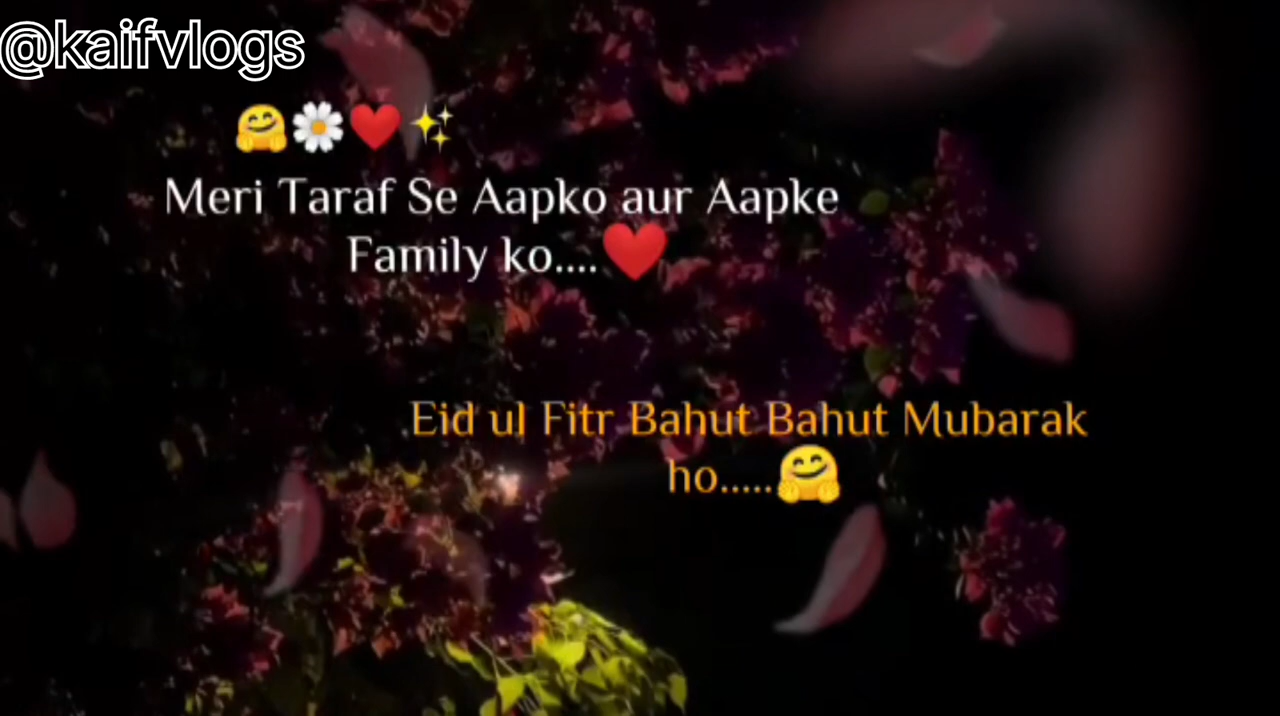 @kaifvlogs
🤗🌼❤️✨
Meri Taraf Se Aapko aur Aapke
Family ko....❤️
Eid ul Fitr Bahut Bahut Mubarak
ho.....🤗